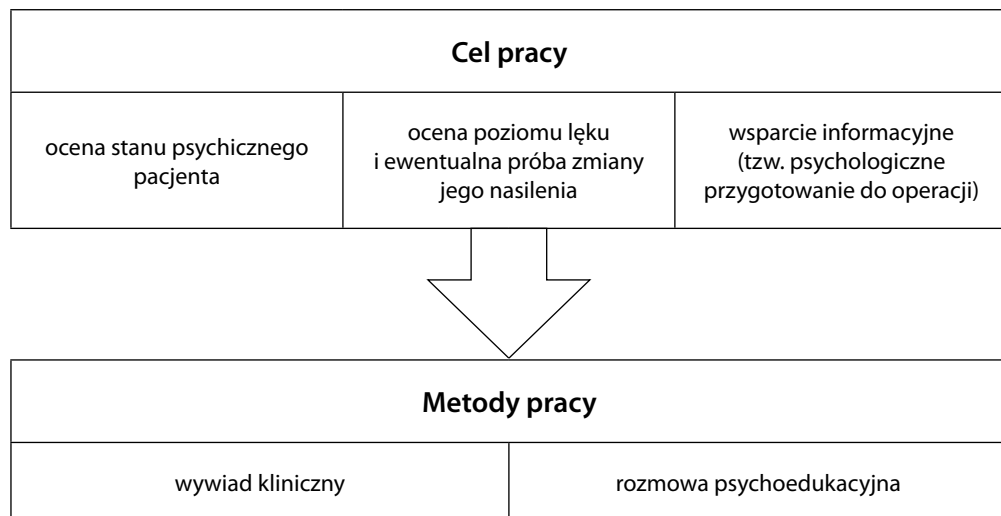 Cel pracy
ocena stanu psychicznego
pacjenta
ocena poziomu lęku
i ewentualna próba zmiany
jego nasilenia
wsparcie informacyjne
(tzw. psychologiczne
przygotowanie do operacji)
Metody pracy
wywiad kliniczny
rozmowa psychoedukacyjna